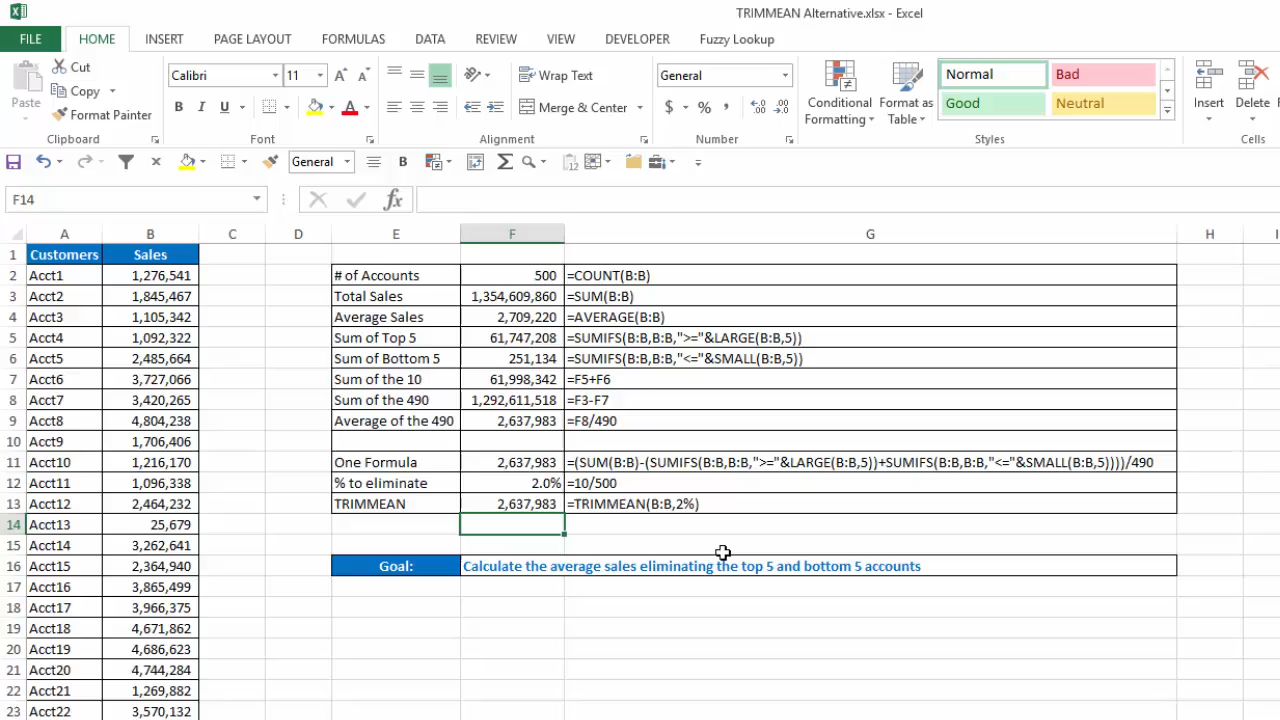 TRIMMEAN Alternative.xlsx - Excel
FILE HOME INSERT PAGE LAYOUT FORMULAS DATA REVIEW VIEW DEVELOPER Fuzzy Lookup
Paste
Cut
Copy
Format Painter
Clipboard
Calibri 11 A A
B I U A
Font
Wrap Text
Merge & Center
Alignment
General
$ % , .0 .00 .00 .0
Number
Conditional Formatting
Format as Table
Normal Bad
Good Neutral
Styles
Insert Delete
Cells
General B Σ 12
F14 fx
A B C D E F G H I
1 Customers Sales
2 Acct1 1,276,541 # of Accounts 500 =COUNT(B:B)
3 Acct2 1,845,467 Total Sales 1,354,609,860 =SUM(B:B)
4 Acct3 1,105,342 Average Sales 2,709,220 =AVERAGE(B:B)
5 Acct4 1,092,322 Sum of Top 5 61,747,208 =SUMIFS(B:B,B:B,">="&LARGE(B:B,5))
6 Acct5 2,485,664 Sum of Bottom 5 251,134 =SUMIFS(B:B,B:B,"<="&SMALL(B:B,5))
7 Acct6 3,727,066 Sum of the 10 61,998,342 =F5+F6
8 Acct7 3,420,265 Sum of the 490 1,292,611,518 =F3-F7
9 Acct8 4,804,238 Average of the 490 2,637,983 =F8/490
10 Acct9 1,706,406
11 Acct10 1,216,170 One Formula 2,637,983 =(SUM(B:B)-(SUMIFS(B:B,B:B,">="&LARGE(B:B,5))+SUMIFS(B:B,B:B,"<="&SMALL(B:B,5))))/490
12 Acct11 1,096,338 % to eliminate 2.0% =10/500
13 Acct12 2,464,232 TRIMMEAN 2,637,983 =TRIMMEAN(B:B,2%)
14 Acct13 25,679
15 Acct14 3,262,641
16 Acct15 2,364,940 Goal: Calculate the average sales eliminating the top 5 and bottom 5 accounts
17 Acct16 3,865,499
18 Acct17 3,966,375
19 Acct18 4,671,862
20 Acct19 4,686,623
21 Acct20 4,744,284
22 Acct21 1,269,882
23 Acct22 3,570,132